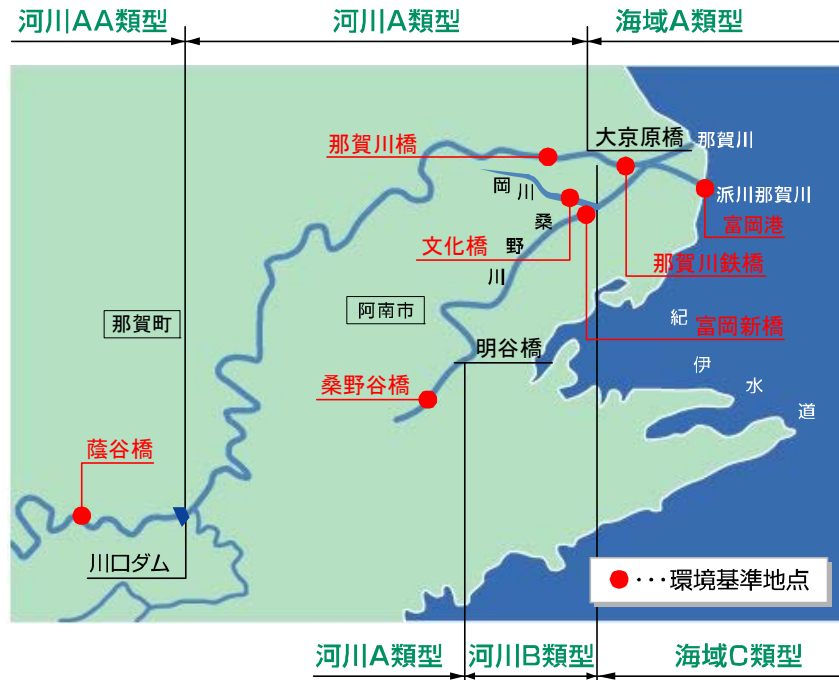 河川AA類型
河川A類型
海域A類型
大京原橋
那賀川
那賀川橋
岡川
派川那賀川
富岡港
桑野川
文化橋
那賀川鉄橋
阿南市
那賀町
富岡新橋
紀伊水道
明谷橋
桑野谷橋
蔭谷橋
川口ダム
･･･環境基準地点
河川A類型
河川B類型
海域C類型